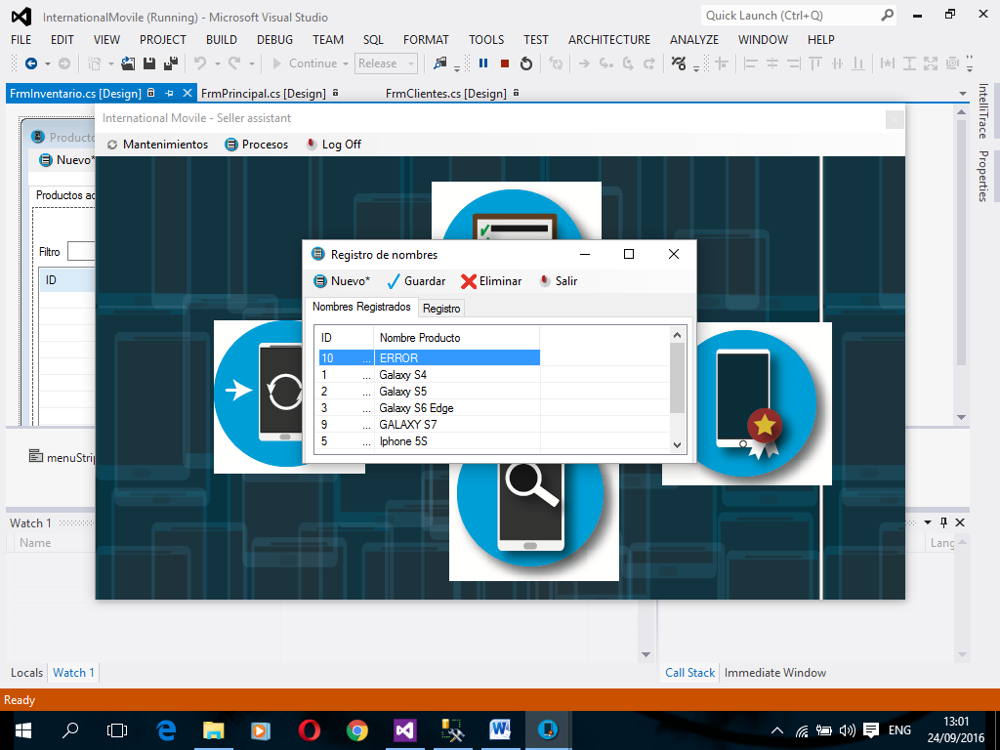 InternationalMovile (Running) - Microsoft Visual Studio
Quick Launch (Ctrl+Q)
FILE EDIT VIEW PROJECT BUILD DEBUG TEAM SQL FORMAT TOOLS TEST ARCHITECTURE ANALYZE WINDOW HELP
Continue Release
FrmInventario.cs [Design] FrmPrincipal.cs [Design] FrmClientes.cs [Design]
IntelliTrace
Properties
International Movile - Seller assistant
x
Mantenimientos Procesos Log Off
Producto
Nuevo*
Productos ac
Filtro
ID
Registro de nombres
Nuevo* Guardar Eliminar Salir
Nombres Registrados Registro
ID Nombre Producto
10 ... ERROR
1 ... Galaxy S4
2 ... Galaxy S5
3 ... Galaxy S6 Edge
9 ... GALAXY S7
5 ... Iphone 5S
menuStrip
Watch 1
Name Lang
Locals Watch 1 Call Stack Immediate Window
Ready
ENG
13:01
24/09/2016